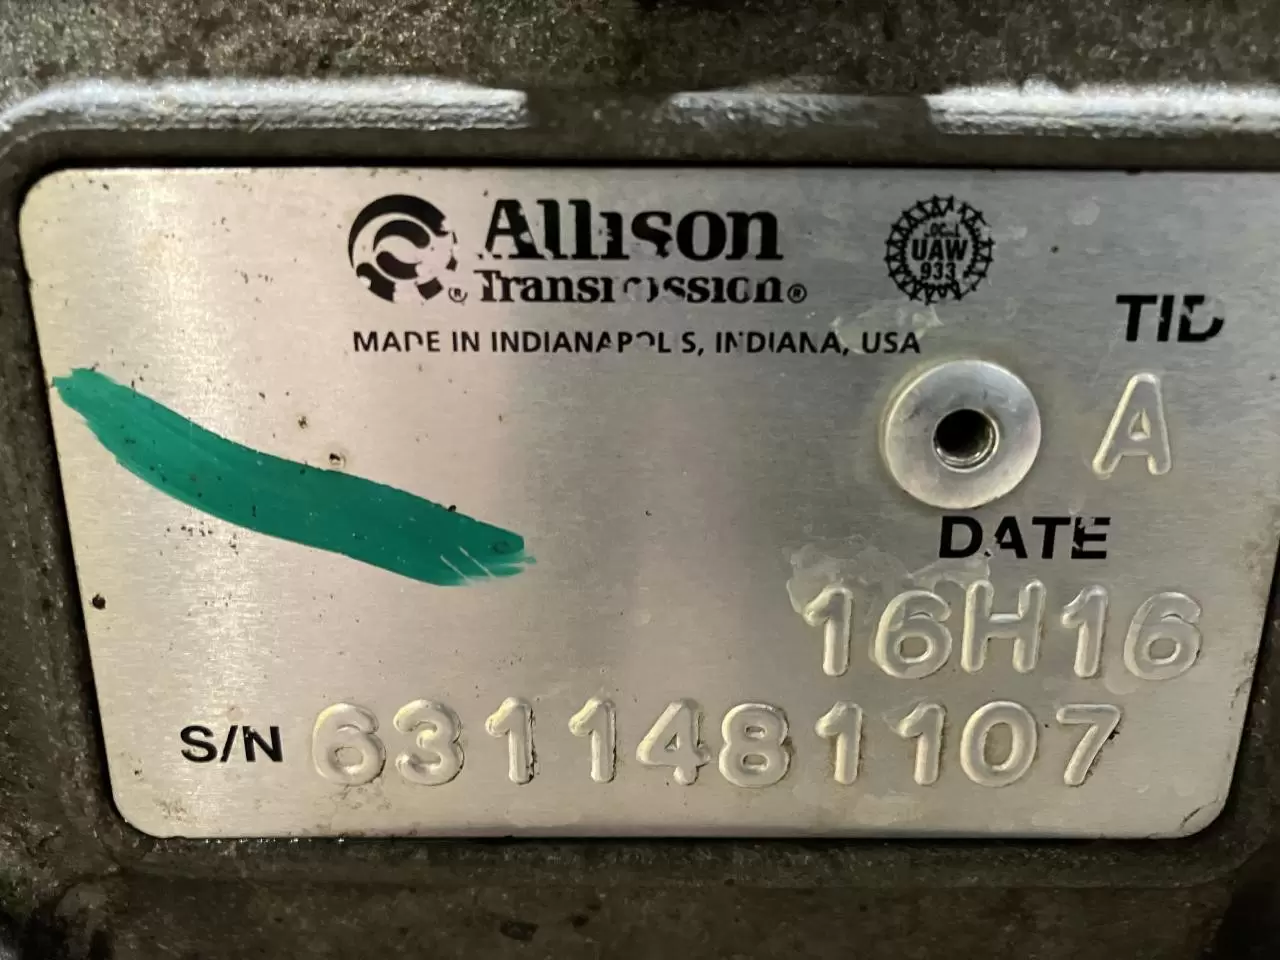 Allison
Transmission®
UAW
933
MADE IN INDIANAPOLIS, INDIANA, USA
TID
A
DATE
16H16
S/N 6311481107